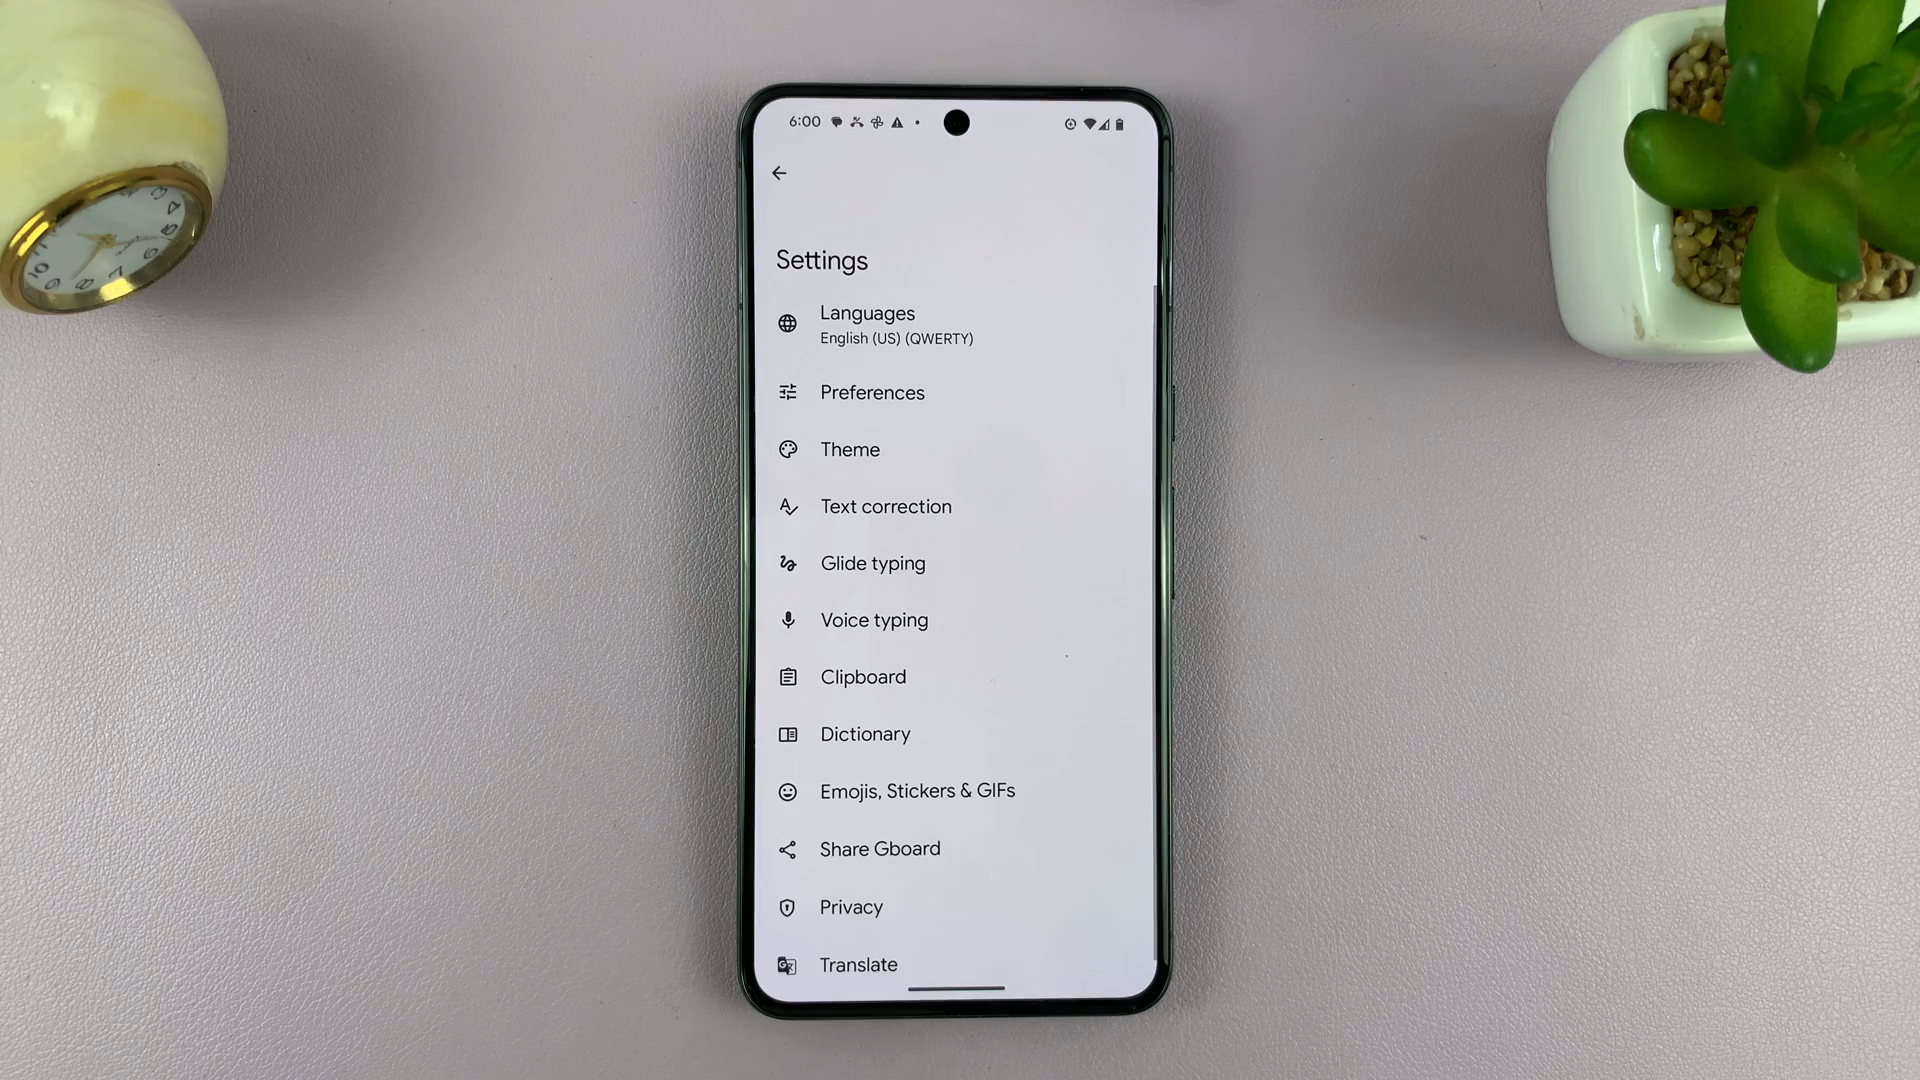 6:00
Settings
Languages
English (US) (QWERTY)
Preferences
Theme
Text correction
Glide typing
Voice typing
Clipboard
Dictionary
Emojis, Stickers & GIFs
Share Gboard
Privacy
Translate